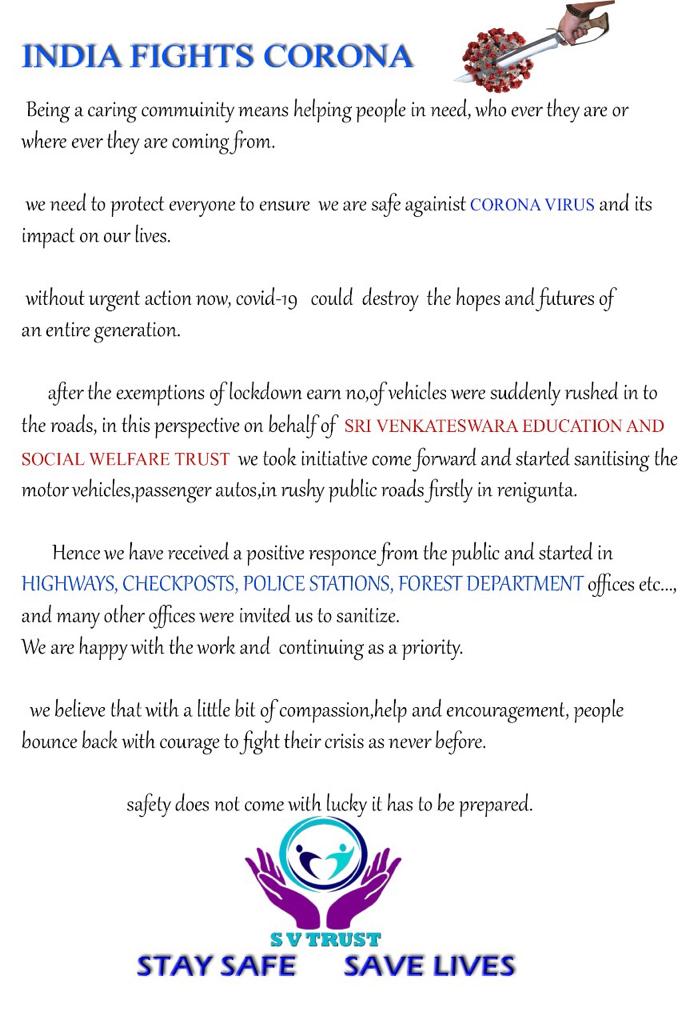 INDIA FIGHTS CORONA
Being a caring commuinity means helping people in need, who ever they are or
where ever they are coming from.
we need to protect everyone to ensure we are safe againist CORONA VIRUS and its
impact on our lives.
without urgent action now, covid-19 could destroy the hopes and futures of
an entire generation.
after the exemptions of lockdown earn no,of vehicles were suddenly rushed in to
the roads, in this perspective on behalf of SRI VENKATESWARA EDUCATION AND
SOCIAL WELFARE TRUST we took initiative come forward and started sanitising the
motor vehicles,passenger autos,in rushy public roads firstly in renigunta.
Hence we have received a positive responce from the public and started in
HIGHWAYS, CHECKPOSTS, POLICE STATIONS, FOREST DEPARTMENT offices etc...,
and many other offices were invited us to sanitize.
We are happy with the work and continuing as a priority.
we believe that with a little bit of compassion,help and encouragement, people
bounce back with courage to fight their crisis as never before.
safety does not come with lucky it has to be prepared.
S V TRUST
STAY SAFE SAVE LIVES